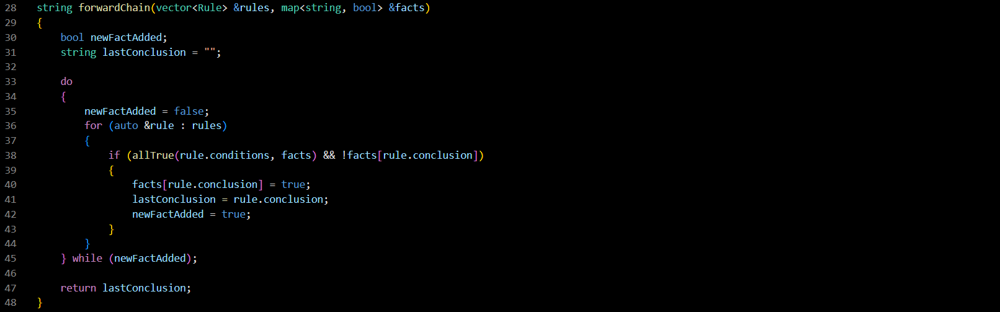 28 string forwardChain(vector<Rule> &rules, map<string, bool> &facts)
29 {
30     bool newFactAdded;
31     string lastConclusion = "";
32
33     do
34     {
35         newFactAdded = false;
36         for (auto &rule : rules)
37         {
38             if (allTrue(rule.conditions, facts) && !facts[rule.conclusion])
39             {
40                 facts[rule.conclusion] = true;
41                 lastConclusion = rule.conclusion;
42                 newFactAdded = true;
43             }
44         }
45     } while (newFactAdded);
46
47     return lastConclusion;
48 }